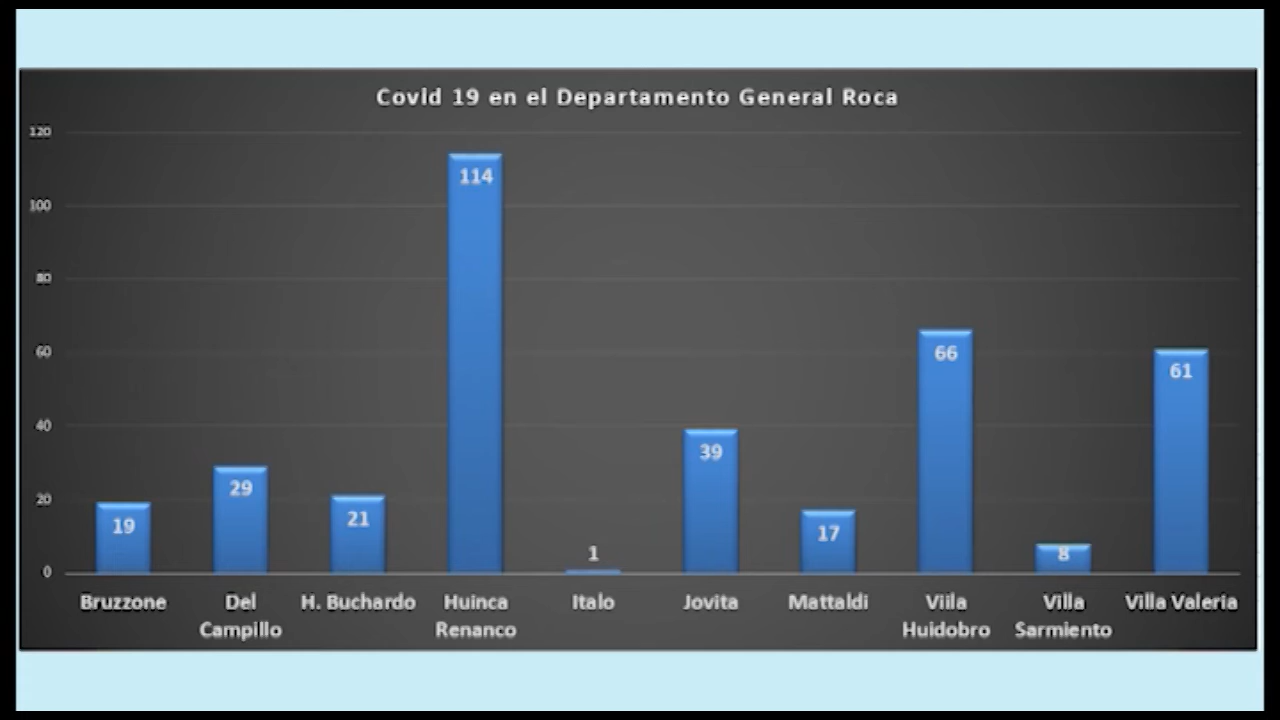 Covid 19 en el Departamento General Roca
120
100
80
60
40
20
0
19
29
21
114
1
39
17
66
8
61
Bruzzone
Del
Campillo
H. Buchardo
Huinca
Renanco
Italo
Jovita
Mattaldi
Viila
Huidobro
Villa
Sarmiento
Villa Valeria